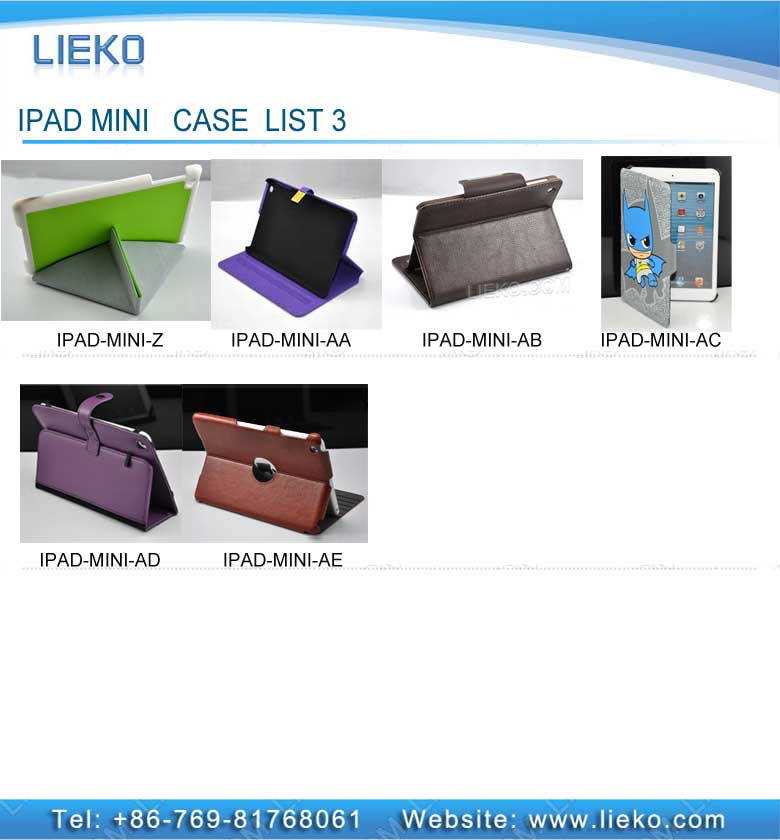 LIEKO
IPAD MINI CASE LIST 3
LIEKO.COM
IPAD-MINI-Z IPAD-MINI-AA IPAD-MINI-AB IPAD-MINI-AC
IPAD-MINI-AD IPAD-MINI-AE
Tel: +86-769-81768061 Website: www.lieko.com